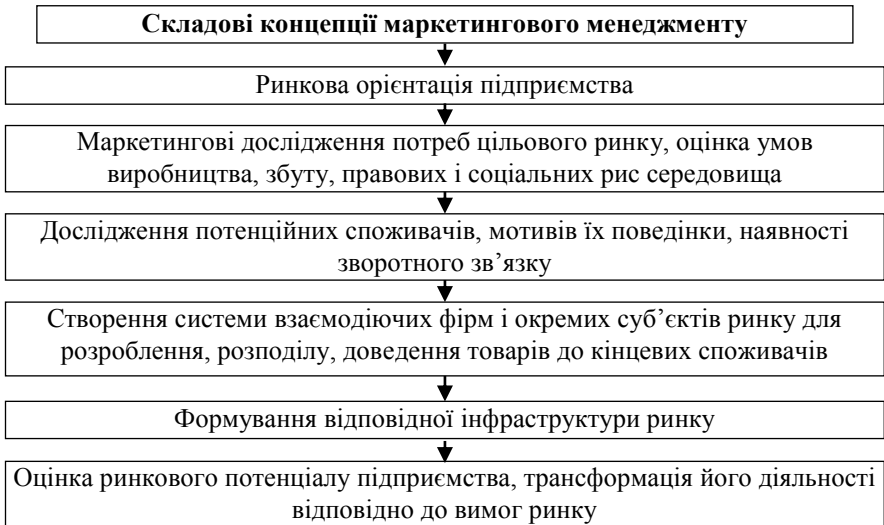 Складові концепції маркетингового менеджменту
Ринкова орієнтація підприємства
Маркетингові дослідження потреб цільового ринку, оцінка умов
виробництва, збуту, правових і соціальних рис середовища
Дослідження потенційних споживачів, мотивів їх поведінки, наявності
зворотного зв’язку
Створення системи взаємодіючих фірм і окремих суб’єктів ринку для
розроблення, розподілу, доведення товарів до кінцевих споживачів
Формування відповідної інфраструктури ринку
Оцінка ринкового потенціалу підприємства, трансформація його діяльності
відповідно до вимог ринку